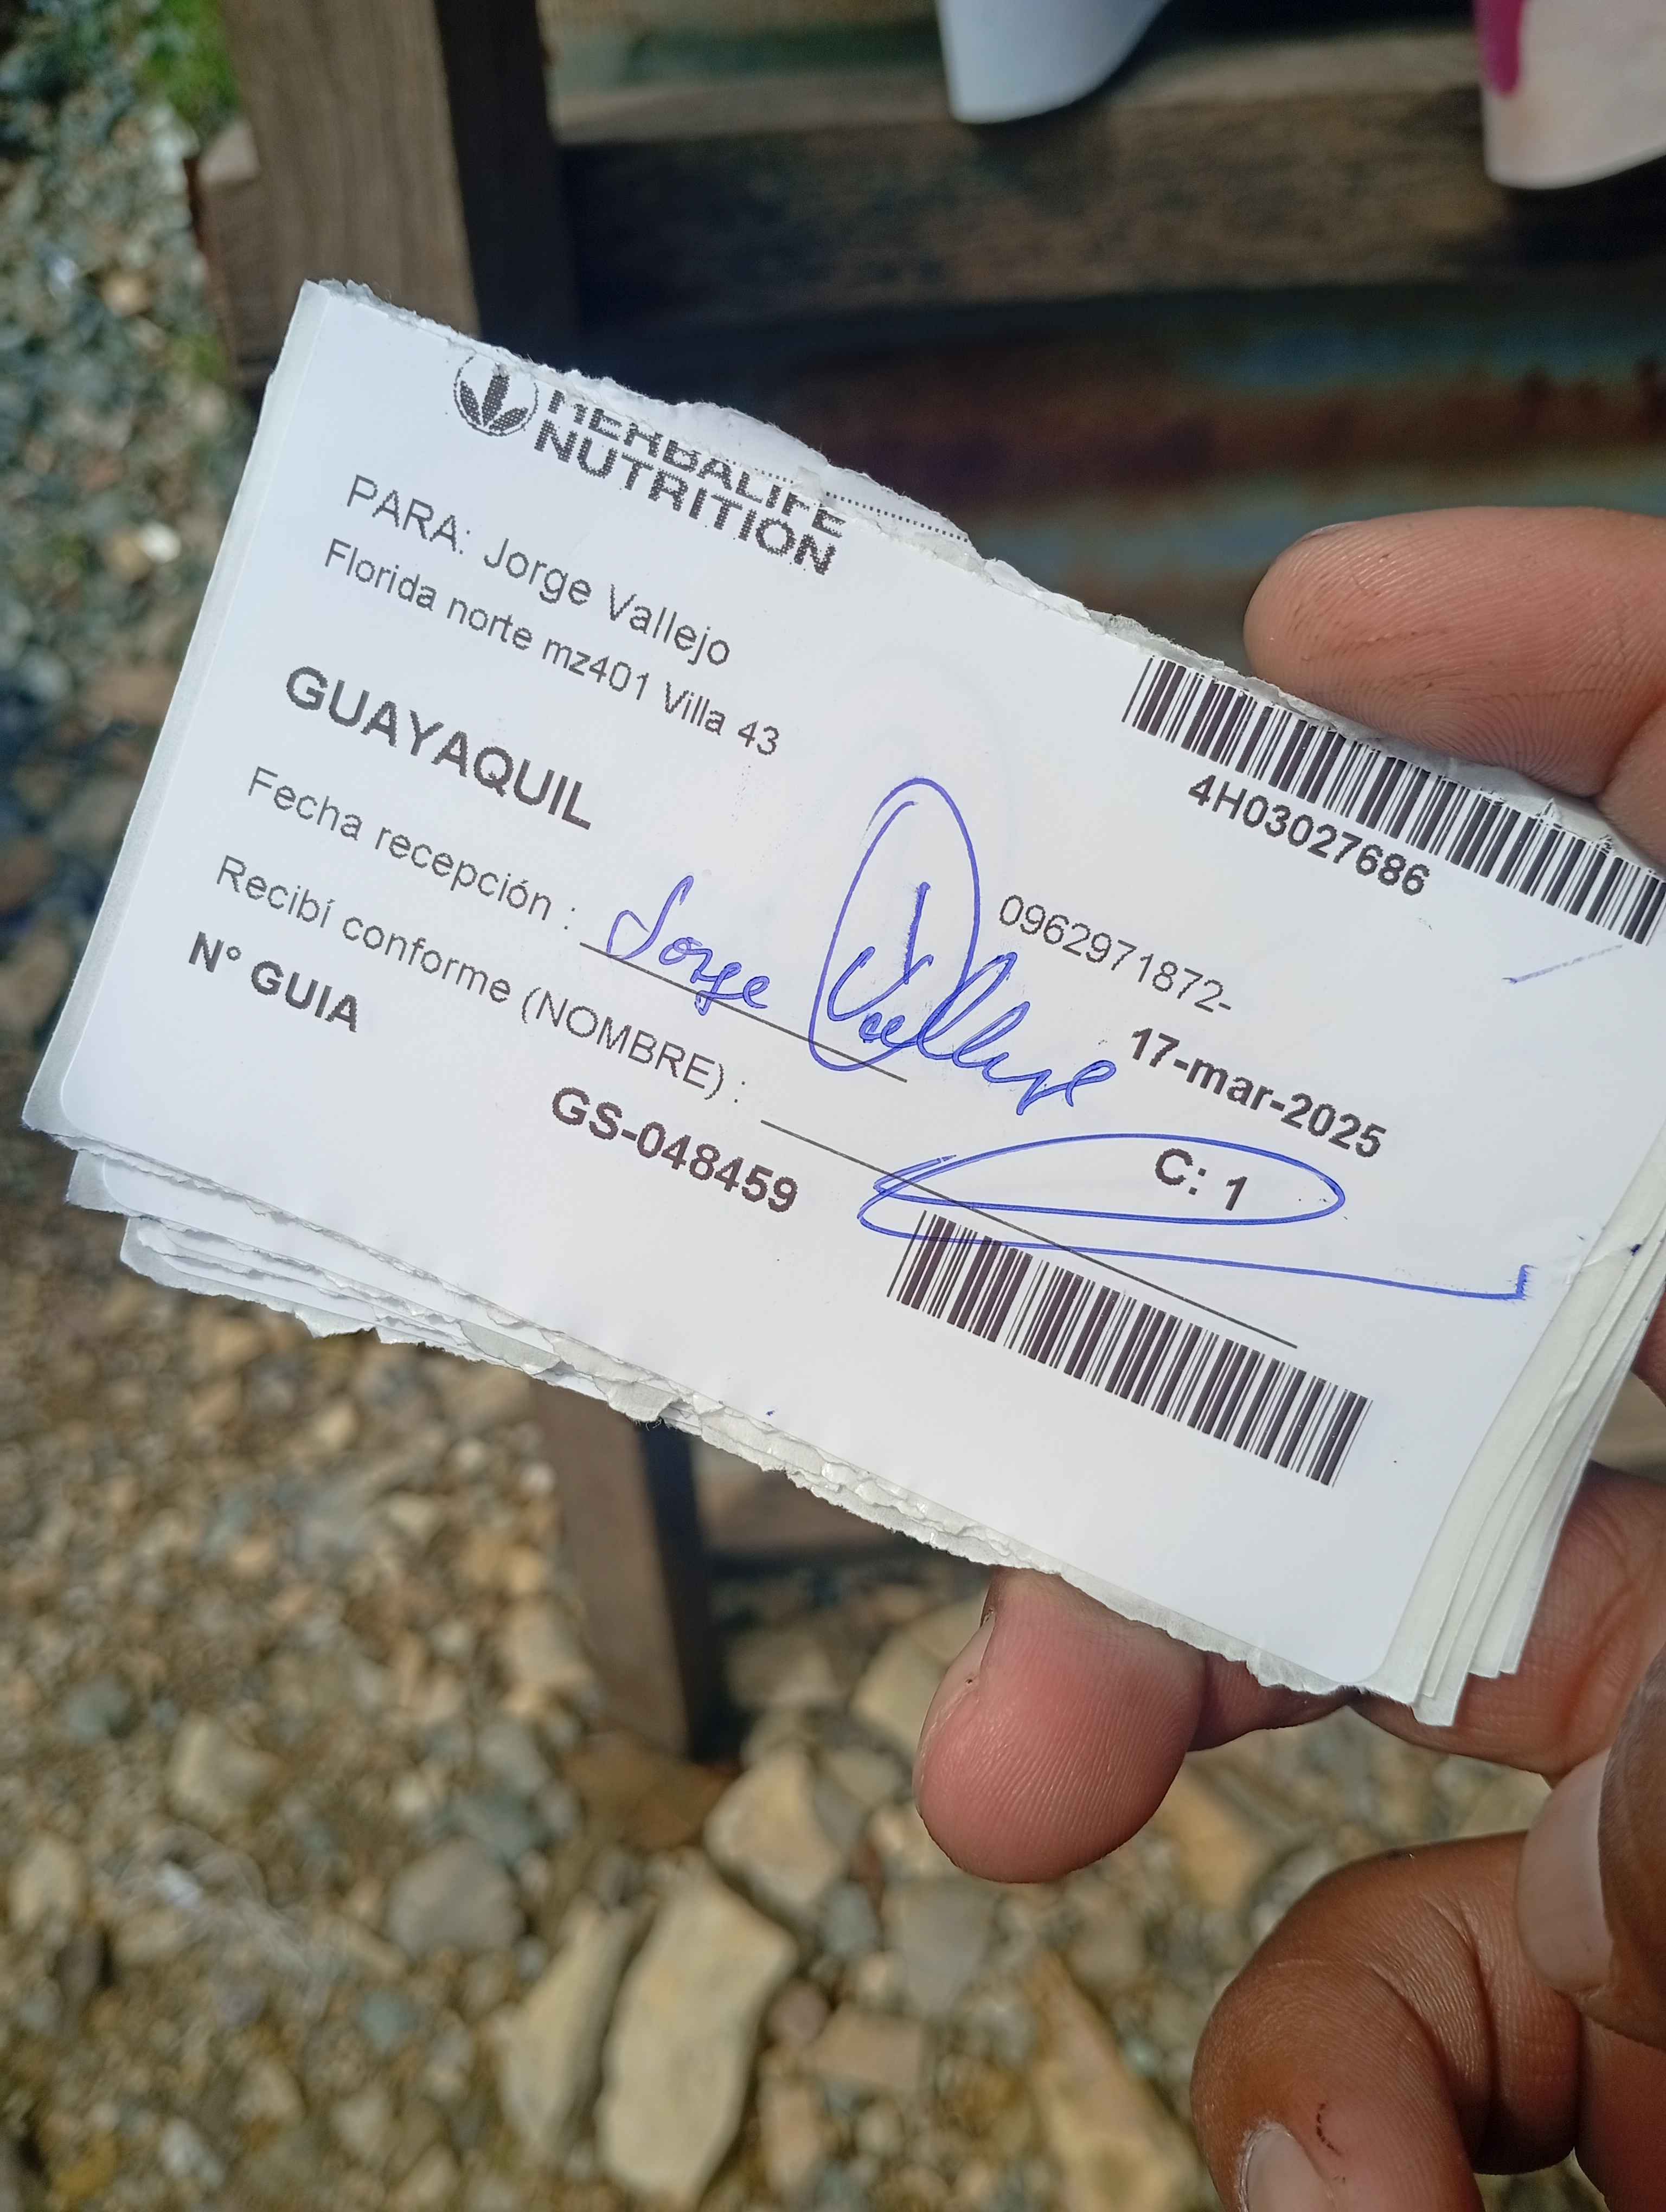 HERBALIFE
NUTRITION
PARA: Jorge Vallejo
Florida norte mz401 Villa 43
GUAYAQUIL
4H03027686
0962971872-
Fecha recepción : Jorge Vallejo
17-mar-2025
Recibí conforme (NOMBRE) :
C: 1
N° GUIA
GS-048459